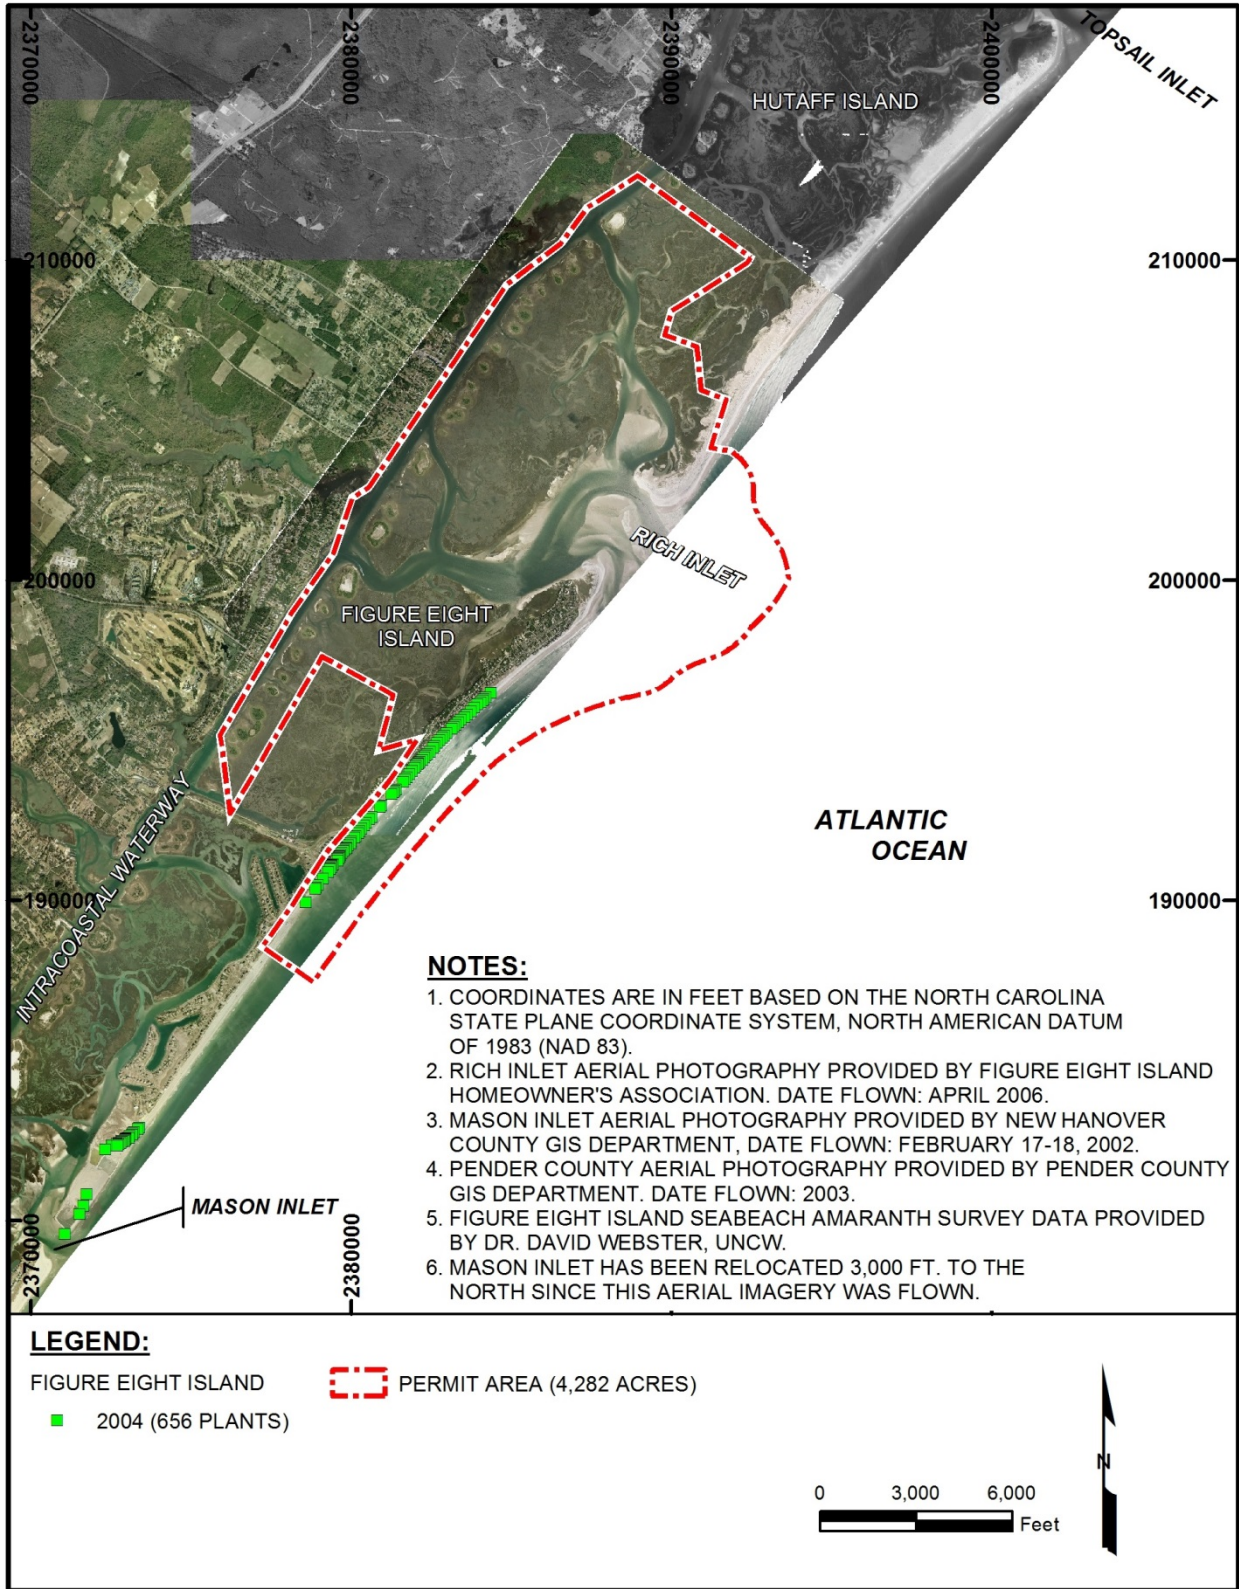 2370000
2380000
2390000
2400000
TOPSAIL INLET
HUTAFF ISLAND
210000
210000
RICH INLET
200000
200000
FIGURE EIGHT
ISLAND
INTRACOASTAL WATERWAY
ATLANTIC
OCEAN
190000
190000
NOTES:
1. COORDINATES ARE IN FEET BASED ON THE NORTH CAROLINA
STATE PLANE COORDINATE SYSTEM, NORTH AMERICAN DATUM
OF 1983 (NAD 83).
2. RICH INLET AERIAL PHOTOGRAPHY PROVIDED BY FIGURE EIGHT ISLAND
HOMEOWNER'S ASSOCIATION. DATE FLOWN: APRIL 2006.
3. MASON INLET AERIAL PHOTOGRAPHY PROVIDED BY NEW HANOVER
COUNTY GIS DEPARTMENT, DATE FLOWN: FEBRUARY 17-18, 2002.
4. PENDER COUNTY AERIAL PHOTOGRAPHY PROVIDED BY PENDER COUNTY
GIS DEPARTMENT. DATE FLOWN: 2003.
5. FIGURE EIGHT ISLAND SEABEACH AMARANTH SURVEY DATA PROVIDED
BY DR. DAVID WEBSTER, UNCW.
6. MASON INLET HAS BEEN RELOCATED 3,000 FT. TO THE
NORTH SINCE THIS AERIAL IMAGERY WAS FLOWN.
MASON INLET
2370000
2380000
LEGEND:
FIGURE EIGHT ISLAND
PERMIT AREA (4,282 ACRES)
2004 (656 PLANTS)
N
0 3,000 6,000
Feet